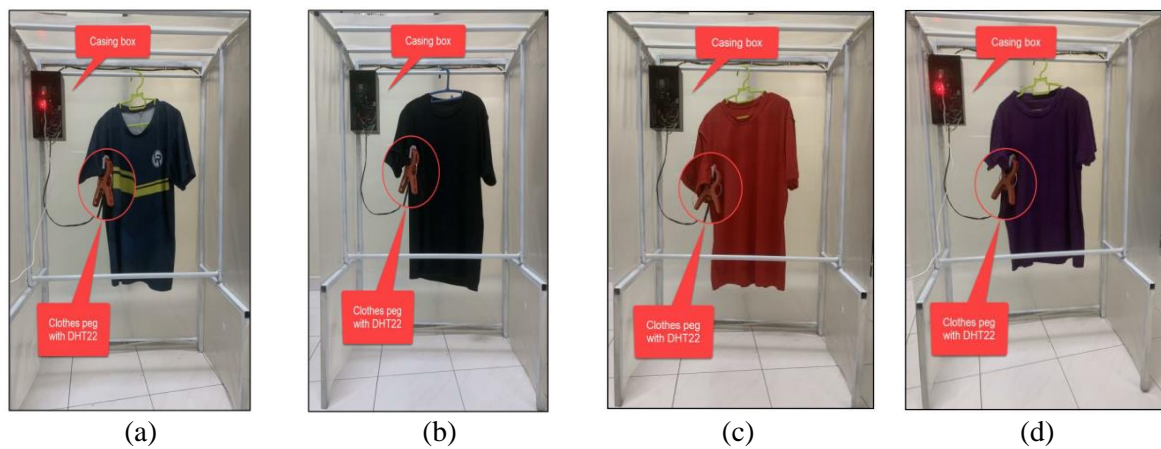 Casing box
Clothes peg
with DHT22
(a)
Casing box
Clothes peg
with DHT22
(b)
Casing box
Clothes peg
with DHT22
(c)
Casing box
Clothes peg
with DHT22
(d)